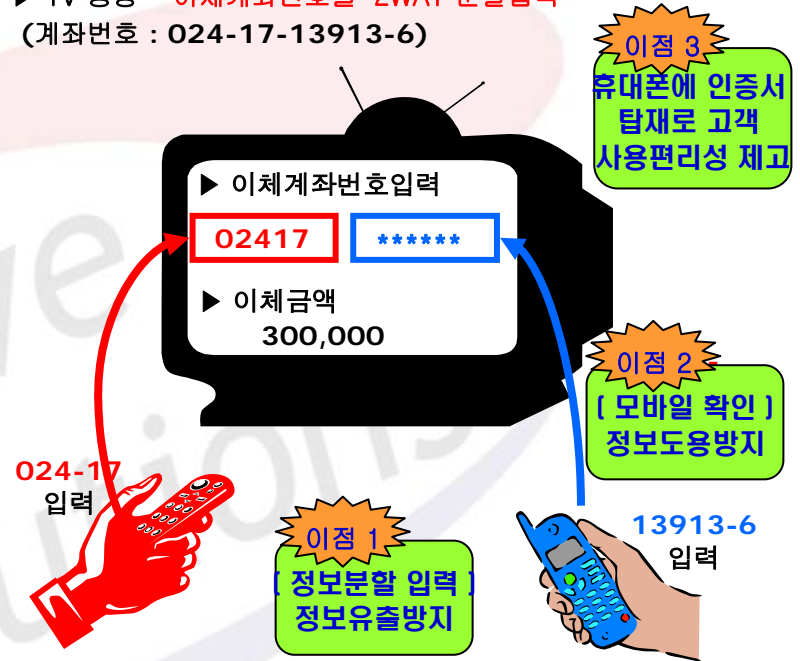 (계좌번호 : 024-17-13913-6)
이점 3
휴대폰에 인증서
탑재로 고객
사용편리성 제고
▶ 이체계좌번호입력
02417
******
▶ 이체금액
300,000
이점 2
[ 모바일 확인 ]
정보도용방지
024-17
입력
이점 1
[ 정보분할 입력 ]
정보유출방지
13913-6
입력